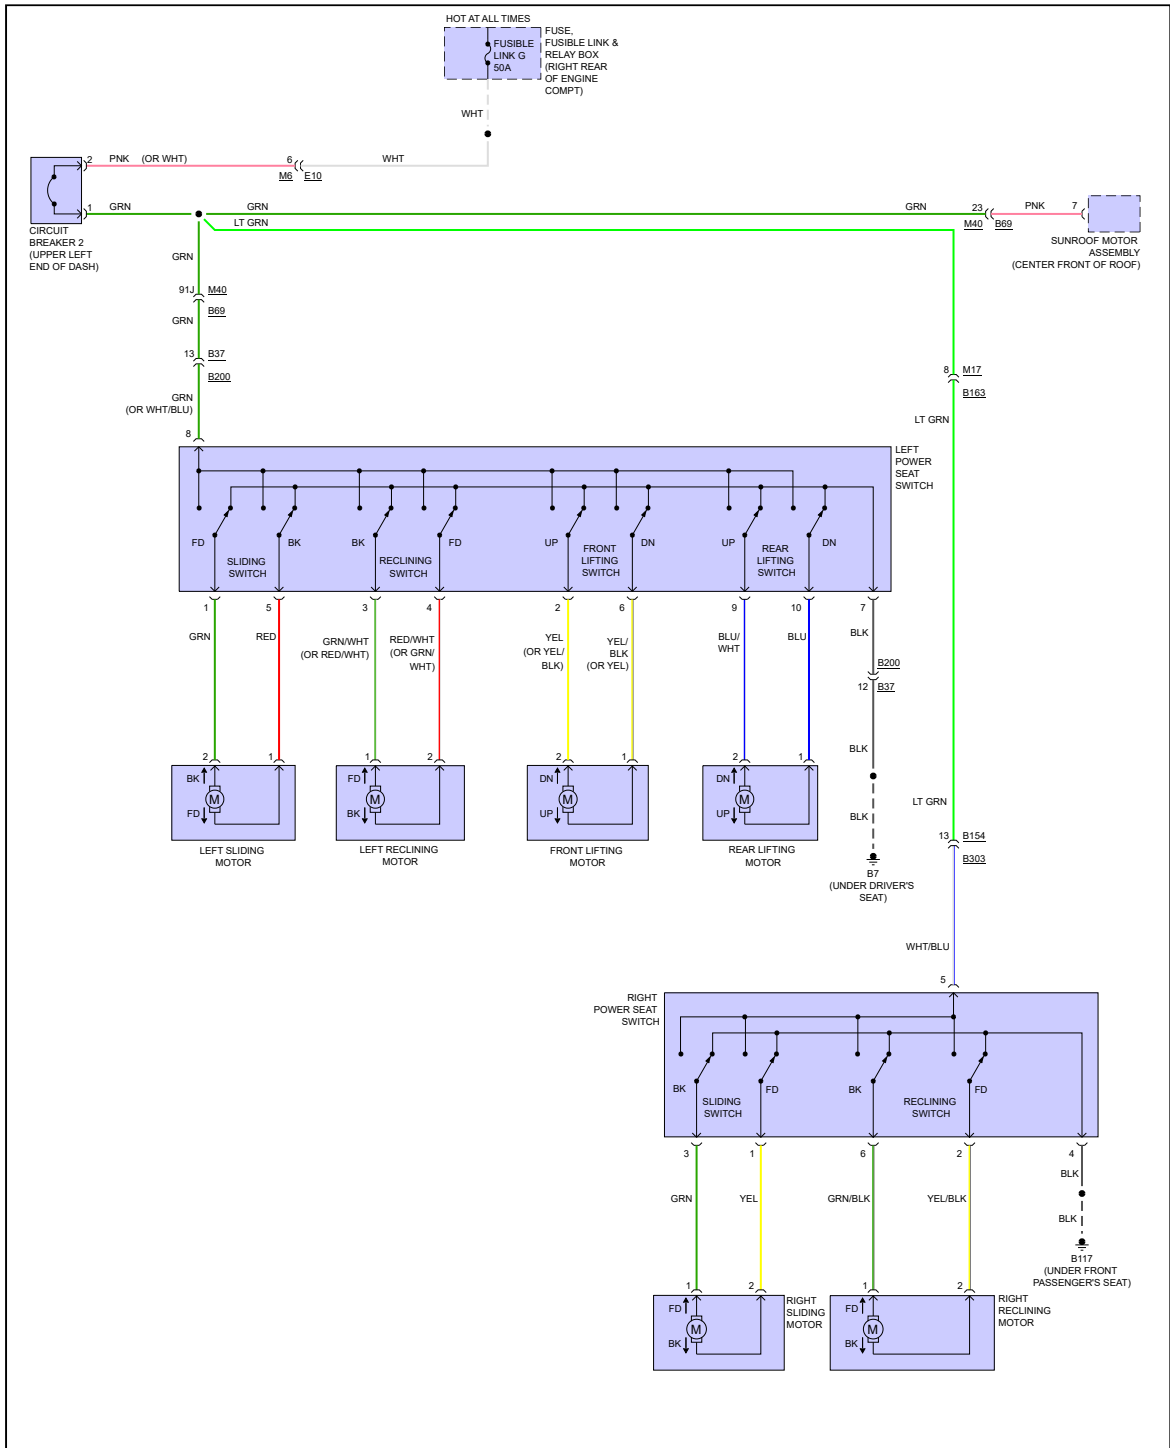 HOT AT ALL TIMES
FUSIBLE
LINK G
50A
FUSE,
FUSIBLE LINK &
RELAY BOX
(RIGHT REAR
OF ENGINE
COMPT)
WHT
2
PNK
(OR WHT)
6
M6
E10
WHT
1
GRN
GRN
LT GRN
GRN
23
M40
B69
PNK
7
CIRCUIT
BREAKER 2
(UPPER LEFT
END OF DASH)
SUNROOF MOTOR
ASSEMBLY
(CENTER FRONT OF ROOF)
GRN
91J
M40
B69
GRN
13
B37
B200
GRN
(OR WHT/BLU)
8
8
M17
B163
LT GRN
LEFT
POWER
SEAT
SWITCH
FD
SLIDING
SWITCH
BK
BK
RECLINING
SWITCH
FD
UP
FRONT
LIFTING
SWITCH
DN
UP
REAR
LIFTING
SWITCH
DN
1
5
3
4
2
6
9
10
7
GRN
RED
GRN/WHT
(OR RED/WHT)
RED/WHT
(OR GRN/
WHT)
YEL
(OR YEL/
BLK)
YEL/
BLK
(OR YEL)
BLU/
WHT
BLU
BLK
B200
12
B37
BLK
2
1
1
2
2
1
2
1
BK
M
FD
FD
M
BK
DN
M
UP
DN
M
UP
LEFT SLIDING
MOTOR
LEFT RECLINING
MOTOR
FRONT LIFTING
MOTOR
REAR LIFTING
MOTOR
BLK
B7
(UNDER DRIVER'S
SEAT)
LT GRN
13
B154
B303
WHT/BLU
5
RIGHT
POWER SEAT
SWITCH
BK
SLIDING
SWITCH
FD
BK
RECLINING
SWITCH
FD
3
1
6
2
4
GRN
YEL
GRN/BLK
YEL/BLK
BLK
BLK
B117
(UNDER FRONT
PASSENGER'S SEAT)
1
2
1
2
FD
M
BK
RIGHT
SLIDING
MOTOR
FD
M
BK
RIGHT
RECLINING
MOTOR